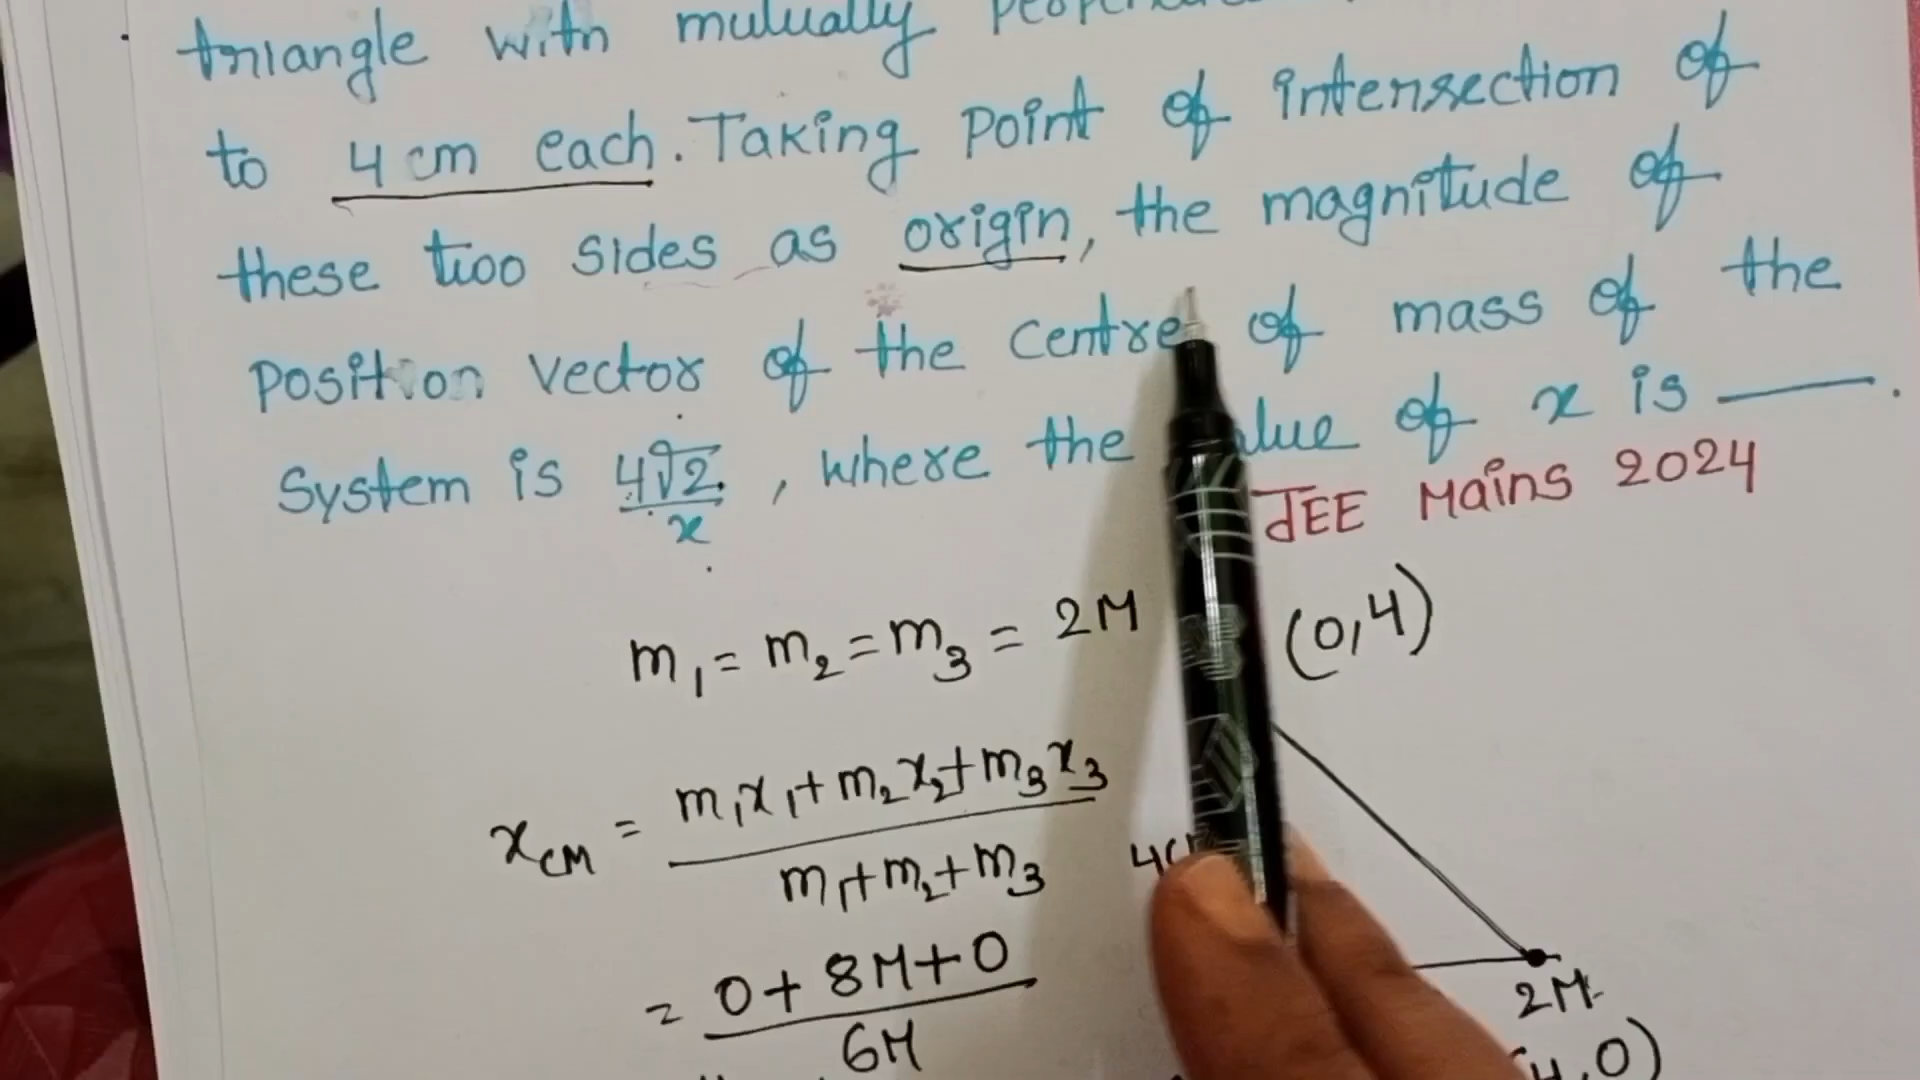 triangle with mutually
to 4 cm each. Taking point of intersection of
these two sides as origin, the magnitude of
position vector of the centre of mass of the
system is 4√2/x , where the value of x is ——.
JEE Mains 2024
m₁ = m₂ = m₃ = 2M
(0,4)
x_CM = (m₁x₁ + m₂x₂ + m₃x₃)/(m₁ + m₂ + m₃)
= (0 + 8M + 0)/6M
2M